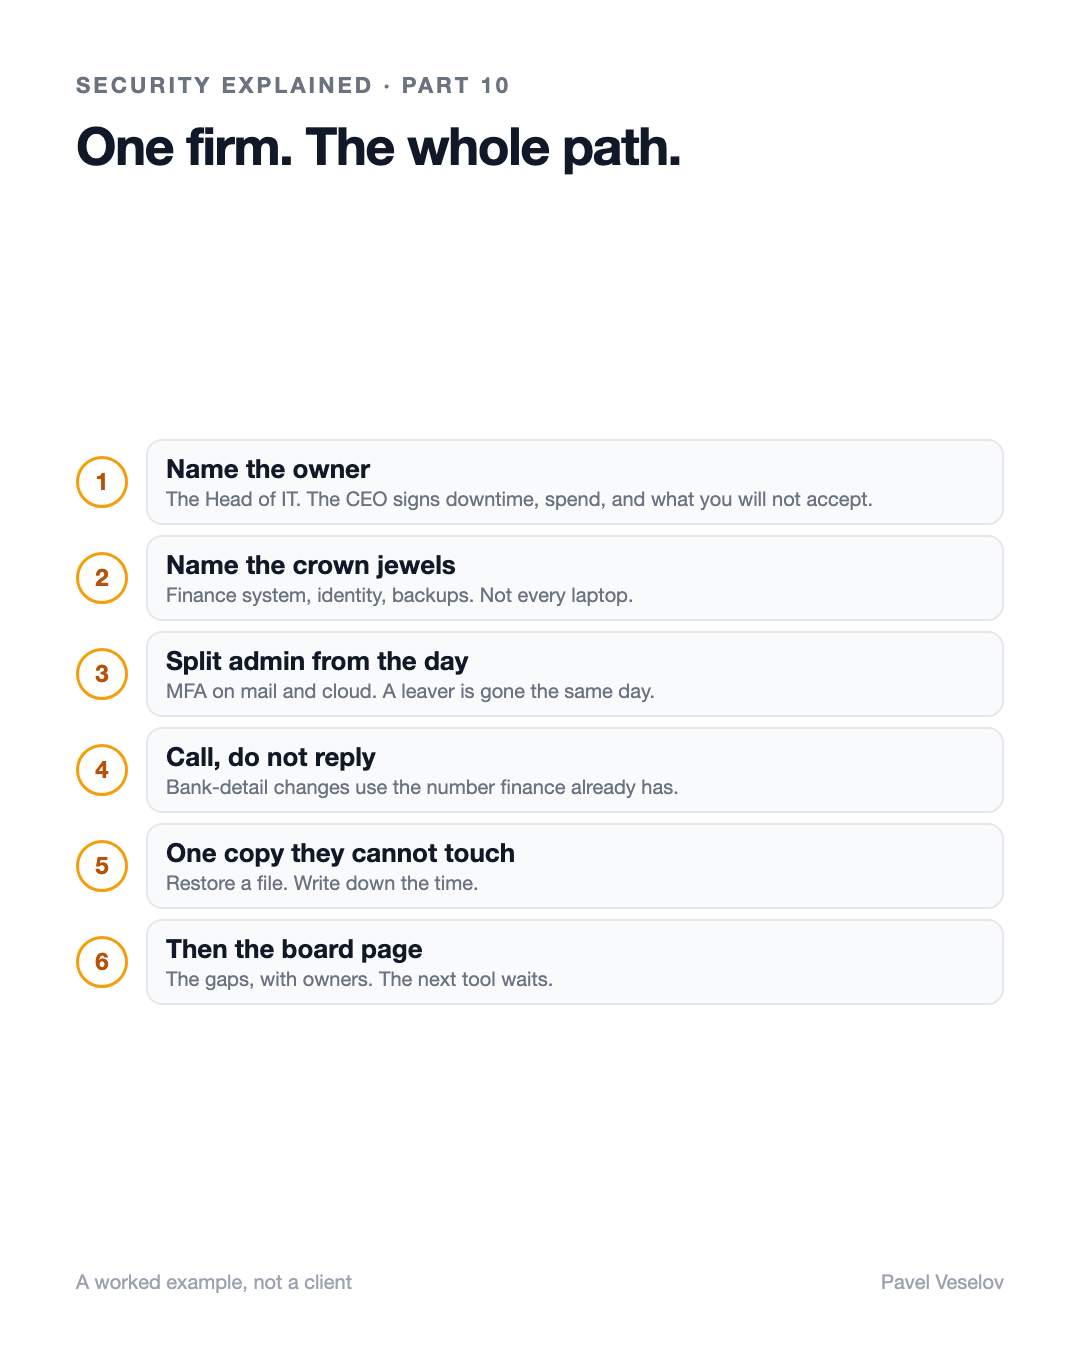 SECURITY EXPLAINED · PART 10
One firm. The whole path.
1
Name the owner
The Head of IT. The CEO signs downtime, spend, and what you will not accept.
2
Name the crown jewels
Finance system, identity, backups. Not every laptop.
3
Split admin from the day
MFA on mail and cloud. A leaver is gone the same day.
4
Call, do not reply
Bank-detail changes use the number finance already has.
5
One copy they cannot touch
Restore a file. Write down the time.
6
Then the board page
The gaps, with owners. The next tool waits.
A worked example, not a client
Pavel Veselov